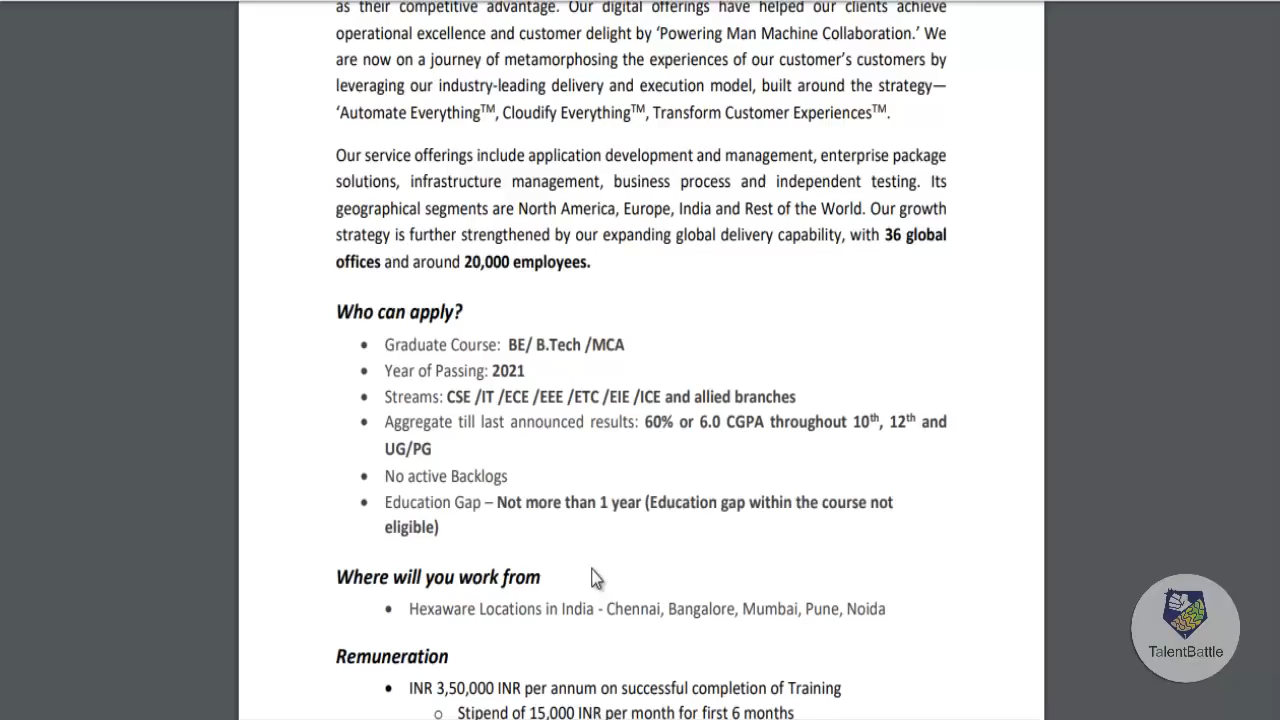 as their competitive advantage. Our digital offerings have helped our clients achieve
operational excellence and customer delight by ‘Powering Man Machine Collaboration.’ We
are now on a journey of metamorphosing the experiences of our customer’s customers by
leveraging our industry-leading delivery and execution model, built around the strategy—
‘Automate Everything™, Cloudify Everything™, Transform Customer Experiences™.
Our service offerings include application development and management, enterprise package
solutions, infrastructure management, business process and independent testing. Its
geographical segments are North America, Europe, India and Rest of the World. Our growth
strategy is further strengthened by our expanding global delivery capability, with 36 global
offices and around 20,000 employees.
Who can apply?
• Graduate Course: BE/ B.Tech /MCA
• Year of Passing: 2021
• Streams: CSE /IT /ECE /EEE /ETC /EIE /ICE and allied branches
• Aggregate till last announced results: 60% or 6.0 CGPA throughout 10th, 12th and
UG/PG
• No active Backlogs
• Education Gap – Not more than 1 year (Education gap within the course not
eligible)
Where will you work from
• Hexaware Locations in India - Chennai, Bangalore, Mumbai, Pune, Noida
Remuneration
• INR 3,50,000 INR per annum on successful completion of Training
o Stipend of 15,000 INR per month for first 6 months
TalentBattle